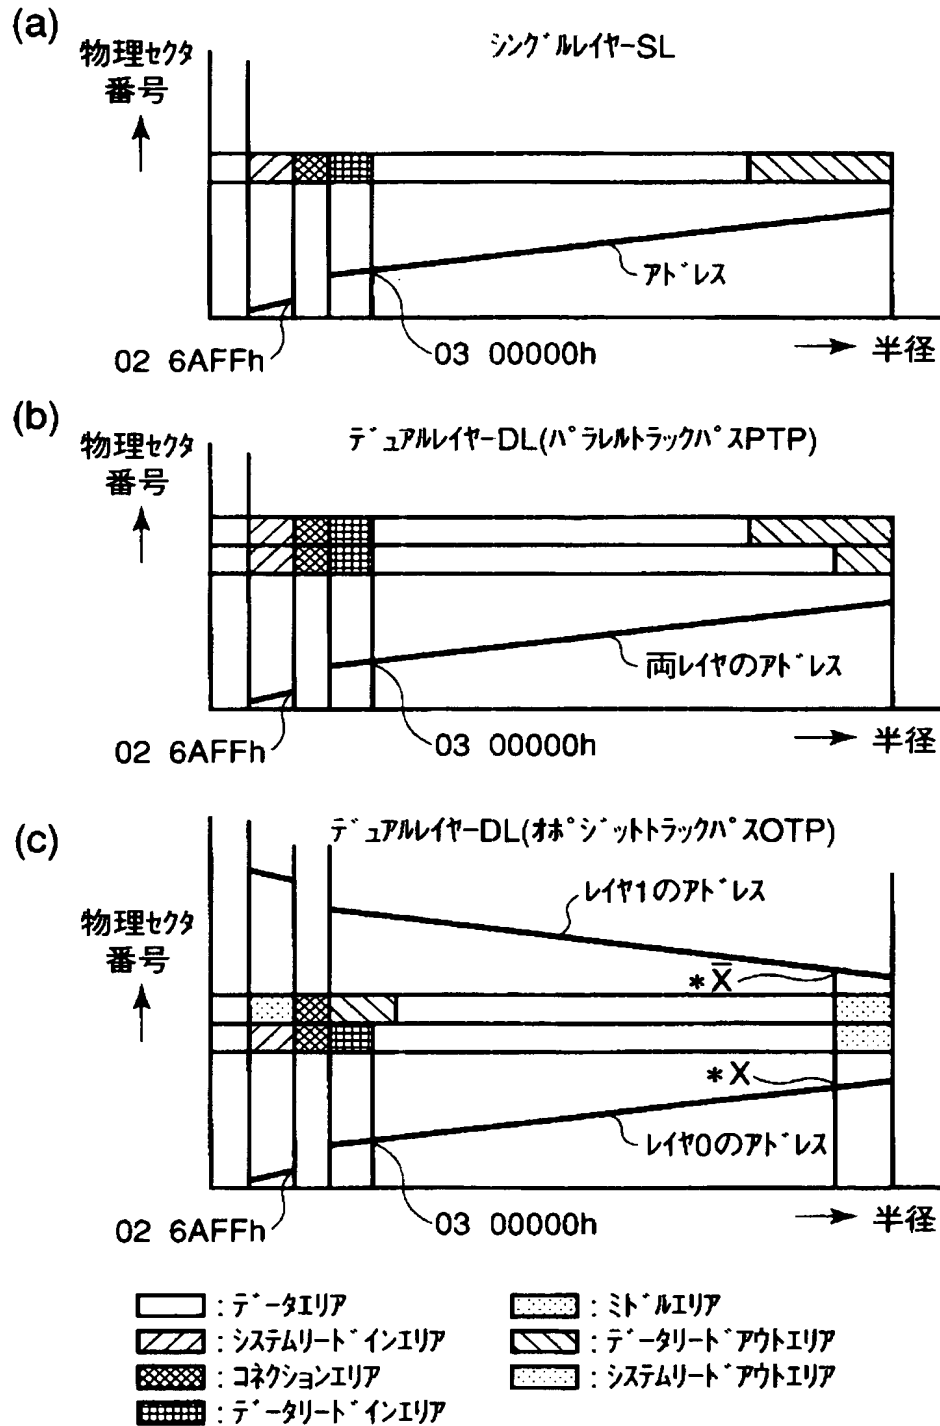 (a)
シングルレイヤーSL
物理セクタ
番号
アドレス
02 6AFFh
03 00000h
半径
(b)
デュアルレイヤーDL(パラレルトラックパスPTP)
物理セクタ
番号
両レイヤのアドレス
02 6AFFh
03 00000h
半径
(c)
デュアルレイヤーDL(オポジットトラックパスOTP)
レイヤ1のアドレス
物理セクタ
番号
*X̅
*X
レイヤ0のアドレス
02 6AFFh
03 00000h
半径
:データエリア
:ミドルエリア
:システムリードインエリア
:データリードアウトエリア
:コネクションエリア
:システムリードアウトエリア
:データリードインエリア